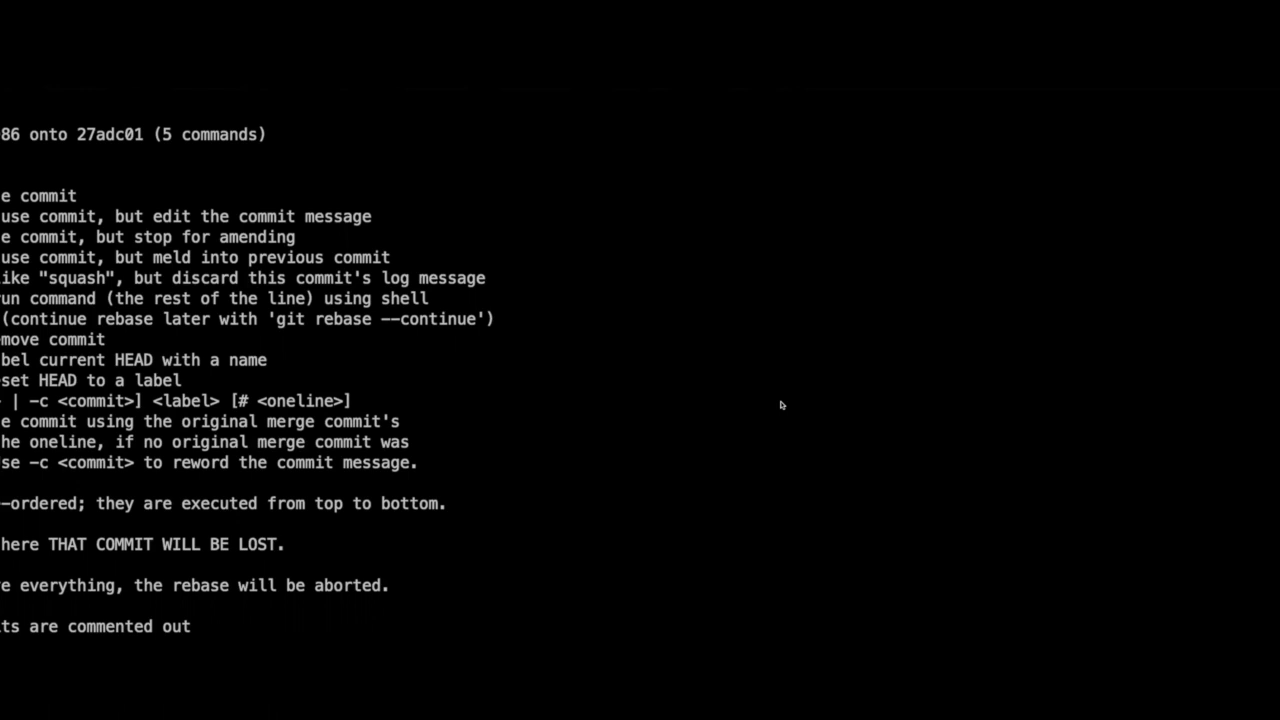 86 onto 27adc01 (5 commands)
e commit
use commit, but edit the commit message
e commit, but stop for amending
use commit, but meld into previous commit
ike "squash", but discard this commit's log message
run command (the rest of the line) using shell
(continue rebase later with 'git rebase --continue')
move commit
bel current HEAD with a name
set HEAD to a label
| -c <commit>] <label> [# <oneline>]
e commit using the original merge commit's
he oneline, if no original merge commit was
se -c <commit> to reword the commit message.
-ordered; they are executed from top to bottom.
here THAT COMMIT WILL BE LOST.
e everything, the rebase will be aborted.
ts are commented out